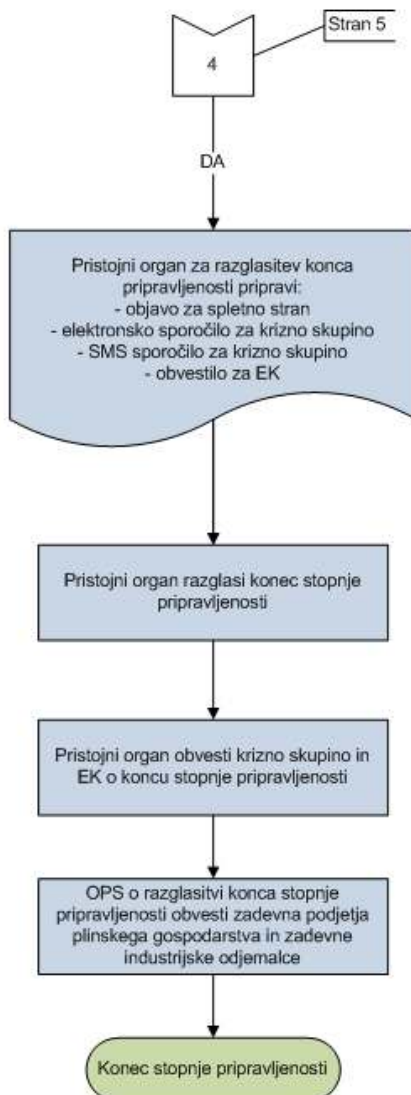 Stran 5
4
DA
Pristojni organ za razglasitev konca
pripravljenosti pripravi:
- objavo za spletno stran
- elektronsko sporočilo za krizno skupino
- SMS sporočilo za krizno skupino
- obvestilo za EK
Pristojni organ razglasi konec stopnje
pripravljenosti
Pristojni organ obvesti krizno skupino in
EK o koncu stopnje pripravljenosti
OPS o razglasitvi konca stopnje
pripravljenosti obvesti zadevna podjetja
plinskega gospodarstva in zadevne
industrijske odjemalce
Konec stopnje pripravljenosti